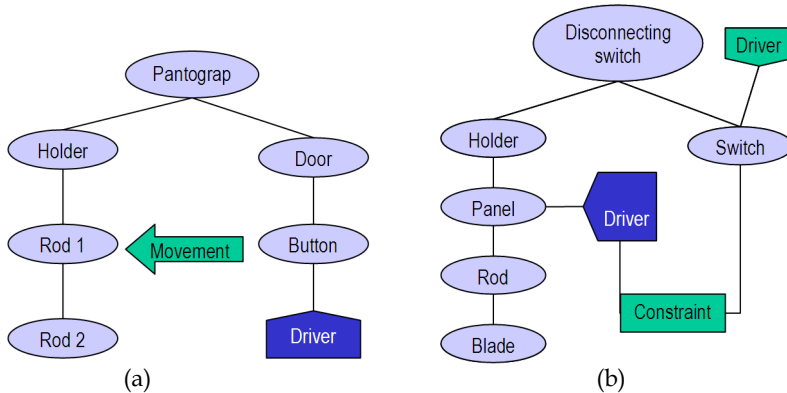 Pantograp
Holder
Door
Rod 1
Movement
Button
Rod 2
Driver
(a)
Disconnecting
switch
Driver
Holder
Switch
Panel
Driver
Rod
Constraint
Blade
(b)